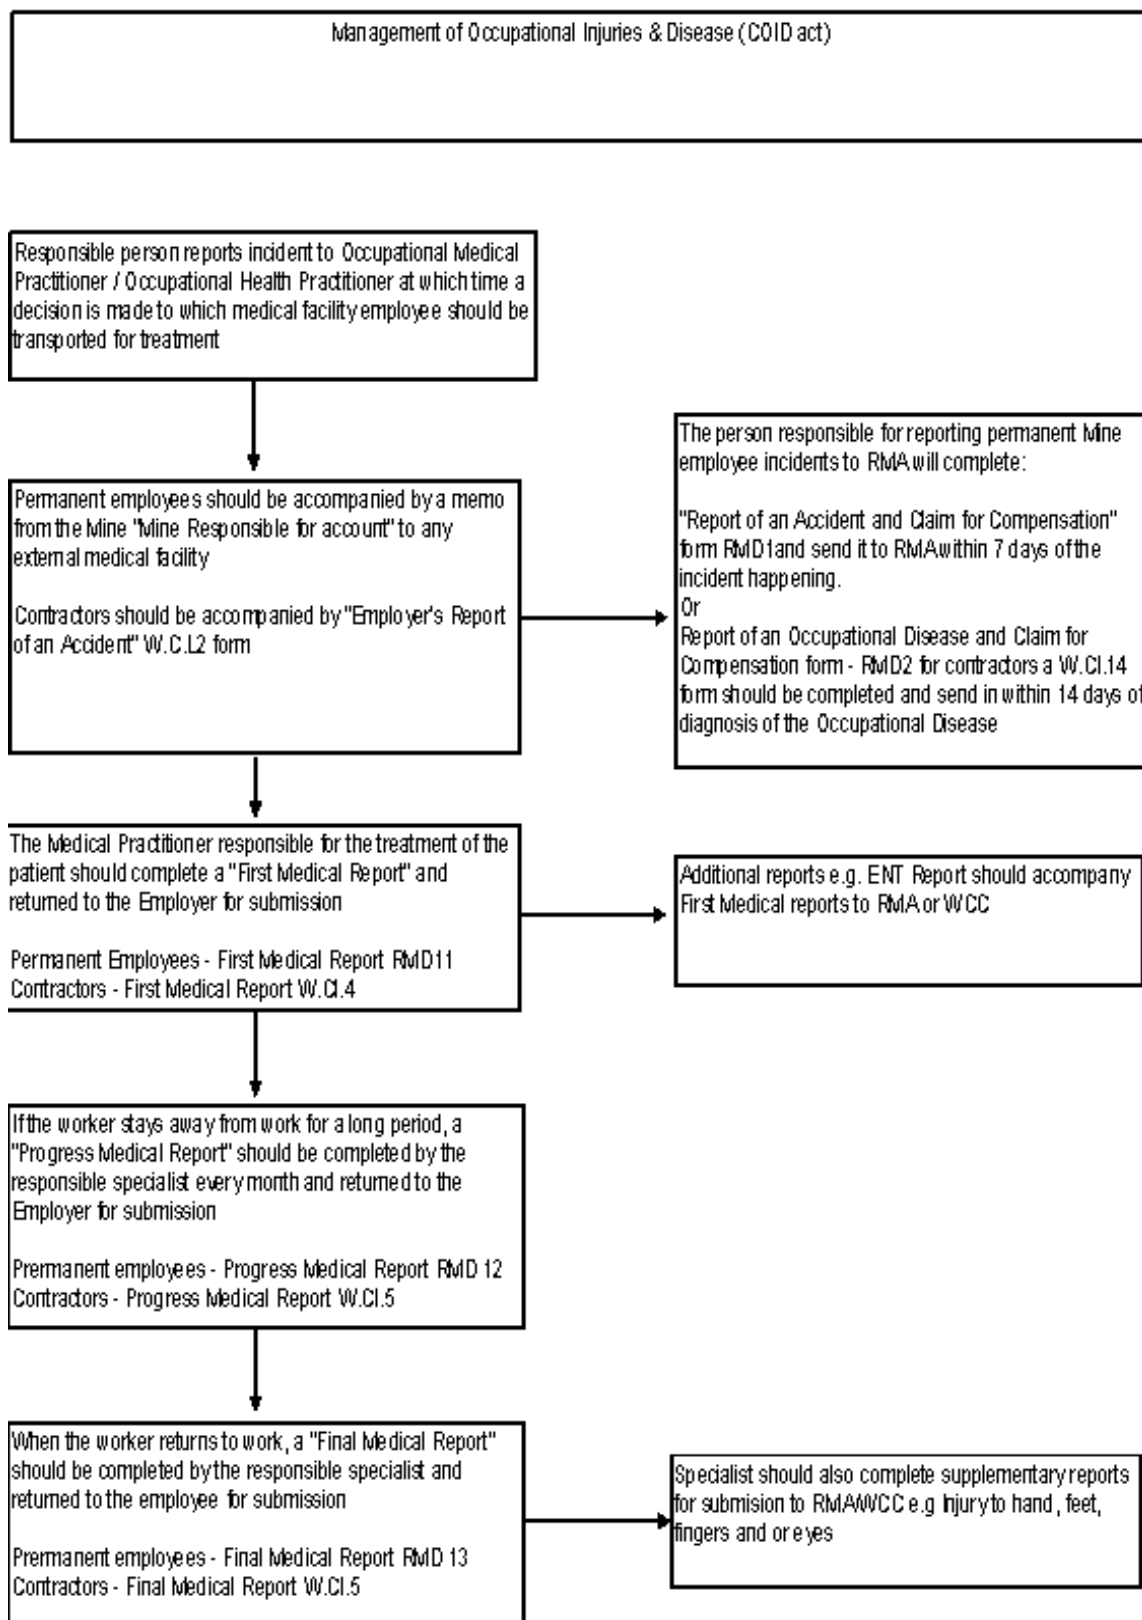 Management of Occupational Injuries & Disease (COID act)
Responsible person reports incident to Occupational Medical
Practitioner / Occupational Health Practitioner at which time a
decision is made to which medical facility employee should be
transported for treatment
Permanent employees should be accompanied by a memo
from the Mine "Mine Responsible for account" to any
external medical facility
Contractors should be accompanied by "Employer's Report
of an Accident" W.C.L2 form
The person responsible for reporting permanent Mine
employee incidents to RMA will complete:
"Report of an Accident and Claim for Compensation"
form RMD1and send it to RMA within 7 days of the
incident happening.
Or
Report of an Occupational Disease and Claim for
Compensation form - RMD2 for contractors a W.Cl.14
form should be completed and send in within 14 days of
diagnosis of the Occupational Disease
The Medical Practitioner responsible for the treatment of the
patient should complete a "First Medical Report" and
returned to the Employer for submission
Permanent Employees - First Medical Report RMD11
Contractors - First Medical Report W.Cl.4
Additional reports e.g. ENT Report should accompany
First Medical reports to RMA or WCC
If the worker stays away from work for a long period, a
"Progress Medical Report" should be completed by the
responsible specialist every month and returned to the
Employer for submission
Prermanent employees - Progress Medical Report RMD 12
Contractors - Progress Medical Report W.Cl.5
When the worker returns to work, a "Final Medical Report"
should be completed by the responsible specialist and
returned to the employee for submission
Prermanent employees - Final Medical Report RMD 13
Contractors - Final Medical Report W.Cl.5
Specialist should also complete supplementary reports
for submision to RMA/WCC e.g Injury to hand, feet,
fingers and or eyes